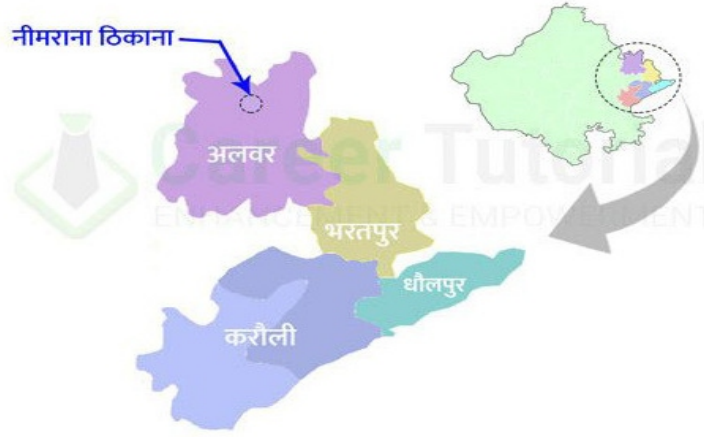 नीमराना ठिकाना
अलवर
Career Tutorial
ENHANCEMENT & EMPOWERMENT
भरतपुर
धौलपुर
करौली